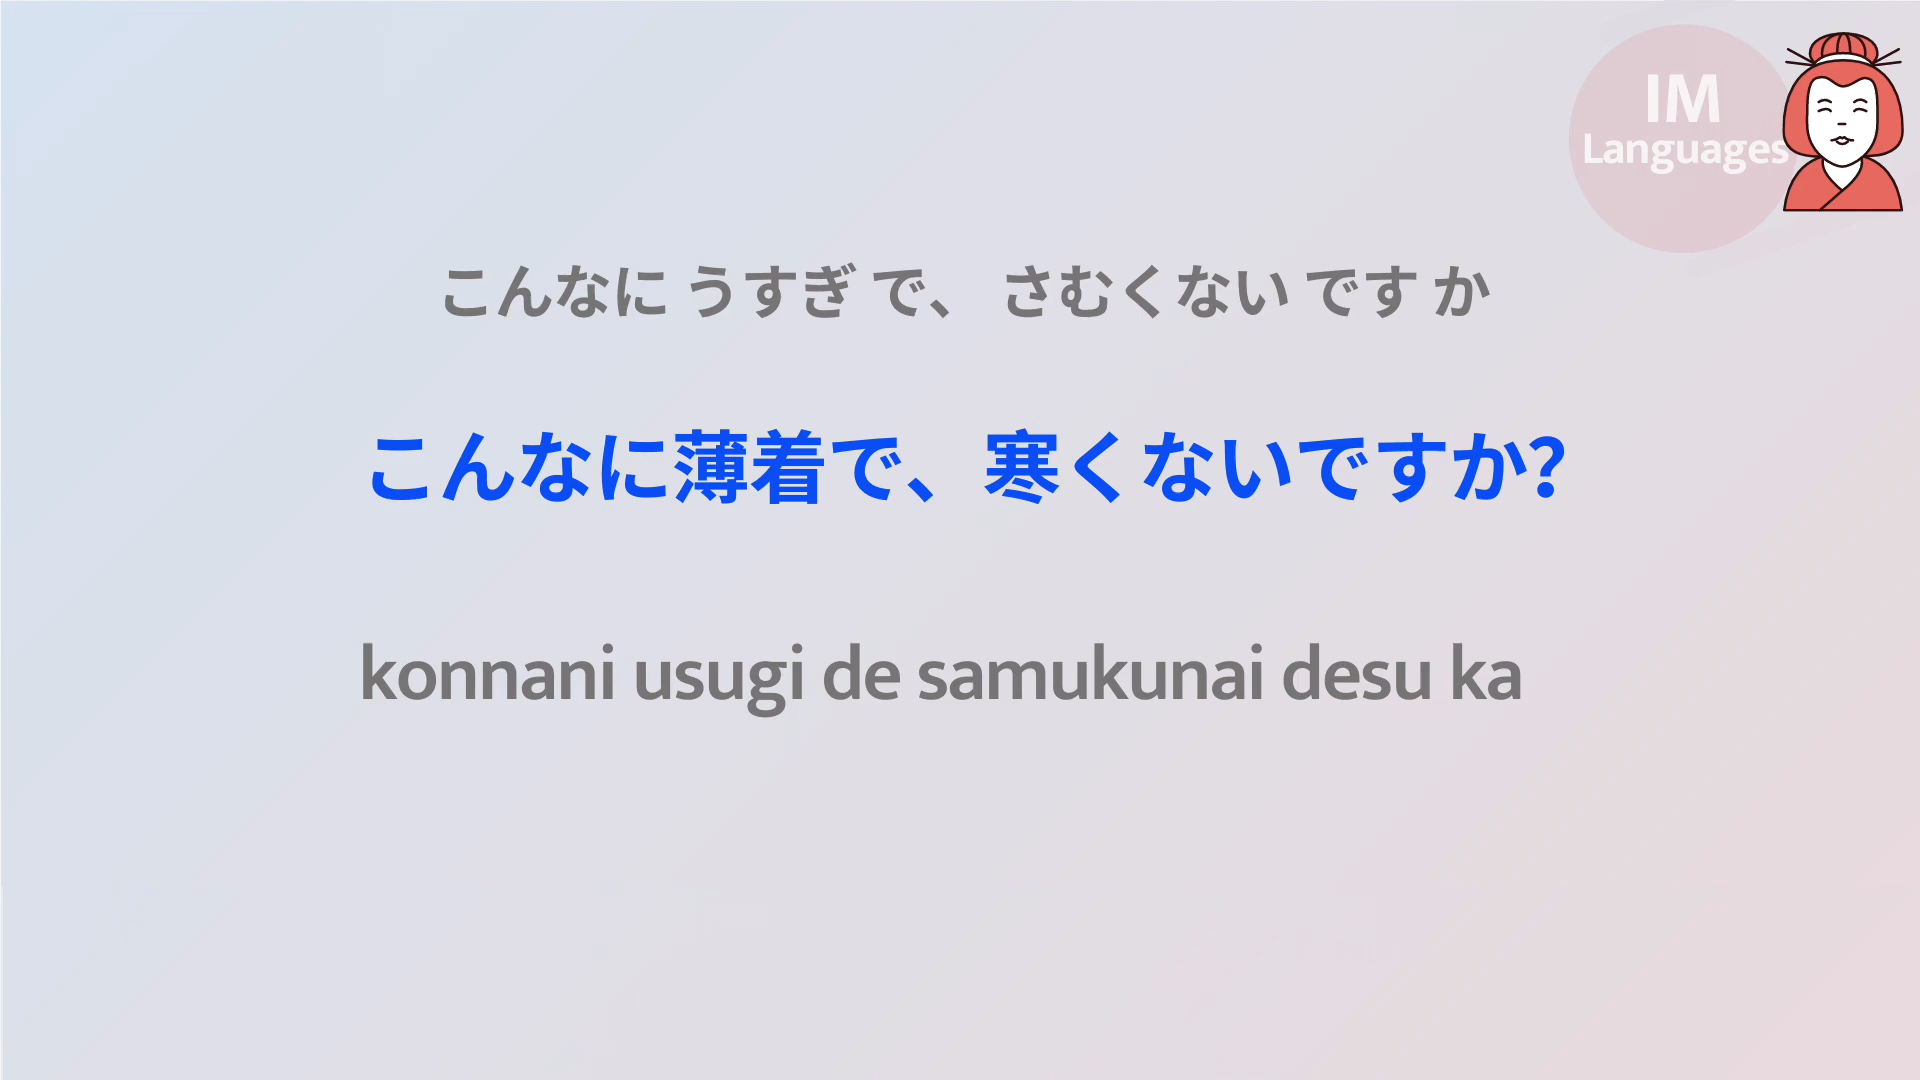 IM
Languages
こんなに うすぎ で、 さむくない です か
こんなに薄着で、寒くないですか?
konnani usugi de samukunai desu ka